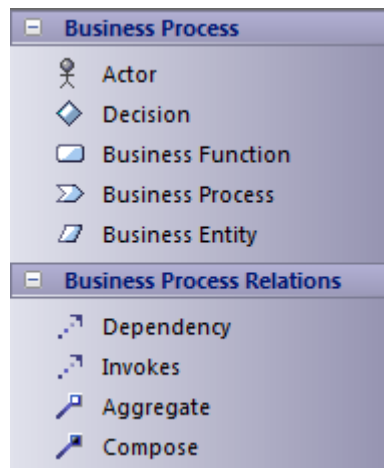 Business Process
Actor
Decision
Business Function
Business Process
Business Entity
Business Process Relations
Dependency
Invokes
Aggregate
Compose